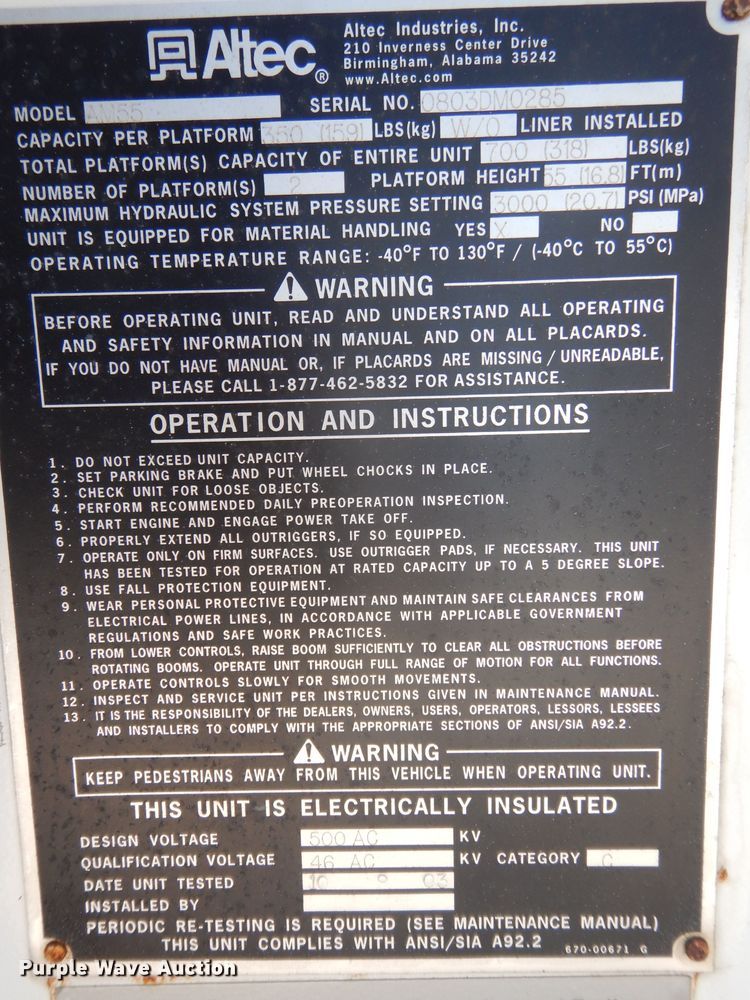 Altec®
Altec Industries, Inc.
210 Inverness Center Drive
Birmingham, Alabama 35242
www.Altec.com
MODEL AM55 SERIAL NO. 0803DM0285
CAPACITY PER PLATFORM 350 (159) LBS(kg) W/O LINER INSTALLED
TOTAL PLATFORM(S) CAPACITY OF ENTIRE UNIT 700 (318) LBS(kg)
NUMBER OF PLATFORM(S) 2 PLATFORM HEIGHT 55 (16.8) FT(m)
MAXIMUM HYDRAULIC SYSTEM PRESSURE SETTING 3000 (20.7) PSI (MPa)
UNIT IS EQUIPPED FOR MATERIAL HANDLING YES X NO
OPERATING TEMPERATURE RANGE: -40°F TO 130°F / (-40°C TO 55°C)
WARNING
BEFORE OPERATING UNIT, READ AND UNDERSTAND ALL OPERATING
AND SAFETY INFORMATION IN MANUAL AND ON ALL PLACARDS.
IF YOU DO NOT HAVE MANUAL OR, IF PLACARDS ARE MISSING / UNREADABLE,
PLEASE CALL 1-877-462-5832 FOR ASSISTANCE.
OPERATION AND INSTRUCTIONS
1. DO NOT EXCEED UNIT CAPACITY.
2. SET PARKING BRAKE AND PUT WHEEL CHOCKS IN PLACE.
3. CHECK UNIT FOR LOOSE OBJECTS.
4. PERFORM RECOMMENDED DAILY PREOPERATION INSPECTION.
5. START ENGINE AND ENGAGE POWER TAKE OFF.
6. PROPERLY EXTEND ALL OUTRIGGERS, IF SO EQUIPPED.
7. OPERATE ONLY ON FIRM SURFACES. USE OUTRIGGER PADS, IF NECESSARY. THIS UNIT
HAS BEEN TESTED FOR OPERATION AT RATED CAPACITY UP TO A 5 DEGREE SLOPE.
8. USE FALL PROTECTION EQUIPMENT.
9. WEAR PERSONAL PROTECTIVE EQUIPMENT AND MAINTAIN SAFE CLEARANCES FROM
ELECTRICAL POWER LINES, IN ACCORDANCE WITH APPLICABLE GOVERNMENT
REGULATIONS AND SAFE WORK PRACTICES.
10. FROM LOWER CONTROLS, RAISE BOOM SUFFICIENTLY TO CLEAR ALL OBSTRUCTIONS BEFORE
ROTATING BOOMS. OPERATE UNIT THROUGH FULL RANGE OF MOTION FOR ALL FUNCTIONS.
11. OPERATE CONTROLS SLOWLY FOR SMOOTH MOVEMENTS.
12. INSPECT AND SERVICE UNIT PER INSTRUCTIONS GIVEN IN MAINTENANCE MANUAL.
13. IT IS THE RESPONSIBILITY OF THE DEALERS, OWNERS, USERS, OPERATORS, LESSORS, LESSEES
AND INSTALLERS TO COMPLY WITH THE APPROPRIATE SECTIONS OF ANSI/SIA A92.2.
WARNING
KEEP PEDESTRIANS AWAY FROM THIS VEHICLE WHEN OPERATING UNIT.
THIS UNIT IS ELECTRICALLY INSULATED
DESIGN VOLTAGE 500 AC KV
QUALIFICATION VOLTAGE 46 AC KV CATEGORY C
DATE UNIT TESTED 10 03
INSTALLED BY
PERIODIC RE-TESTING IS REQUIRED (SEE MAINTENANCE MANUAL)
THIS UNIT COMPLIES WITH ANSI/SIA A92.2 670-00671 G
Purple Wave Auction